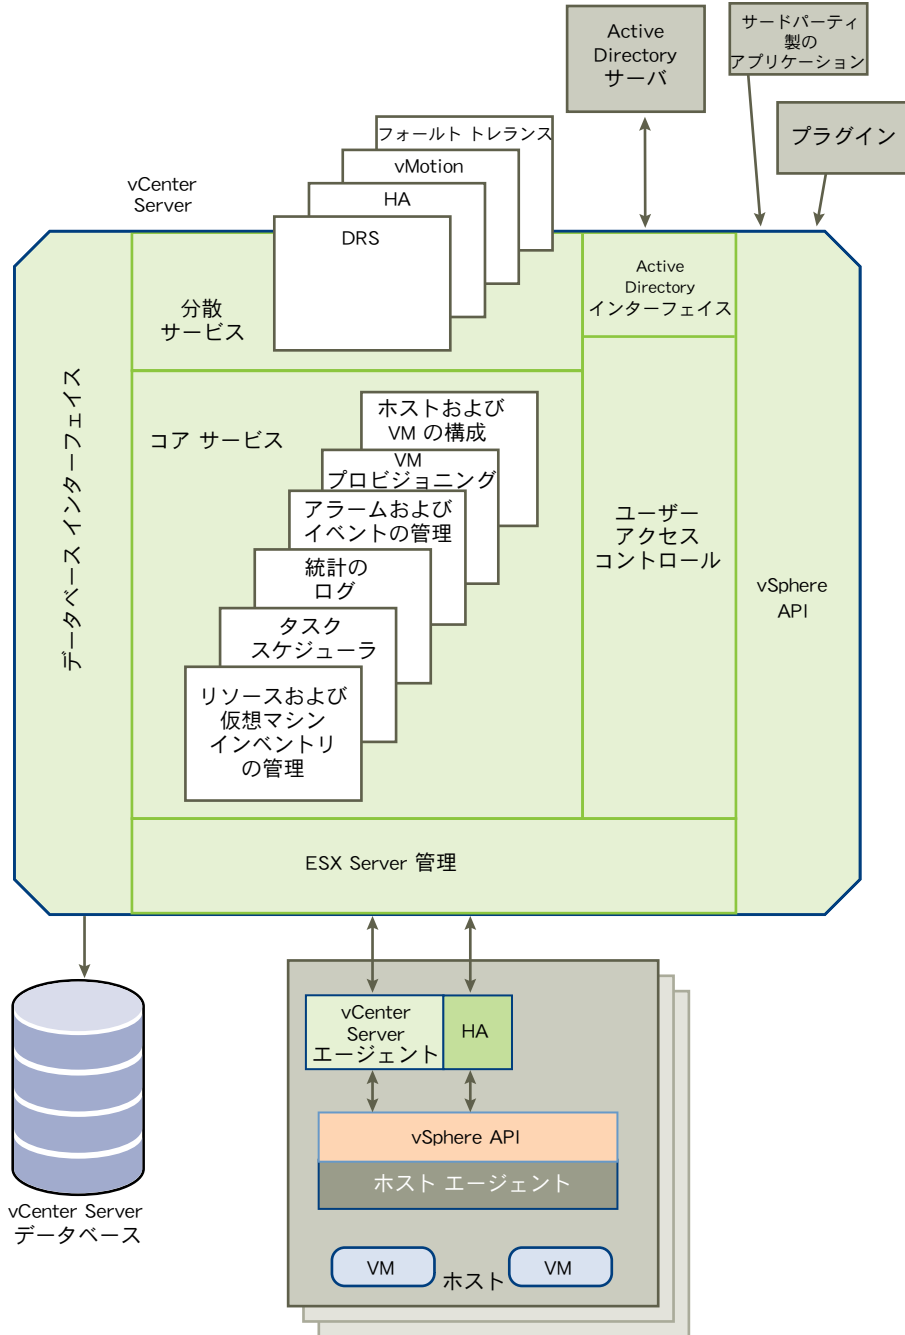 Active
Directory
サーバ
サードパーティ
製の
アプリケーション
プラグイン
フォールト トレランス
vMotion
HA
DRS
vCenter
Server
分散
サービス
Active
Directory
インターフェイス
データベース インターフェイス
コア サービス
ホストおよび
VM の構成
VM
プロビジョニング
アラームおよび
イベントの管理
統計の
ログ
タスク
スケジューラ
リソースおよび
仮想マシン
インベントリ
の管理
ユーザー
アクセス
コントロール
vSphere
API
ESX Server 管理
vCenter
Server
エージェント
HA
vSphere API
ホスト エージェント
VM
ホスト
VM
vCenter Server
データベース